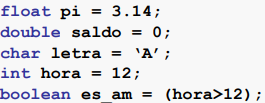 float pi = 3.14;
double saldo = 0;
char letra = ‘A’;
int hora = 12;
boolean es_am = (hora>12);